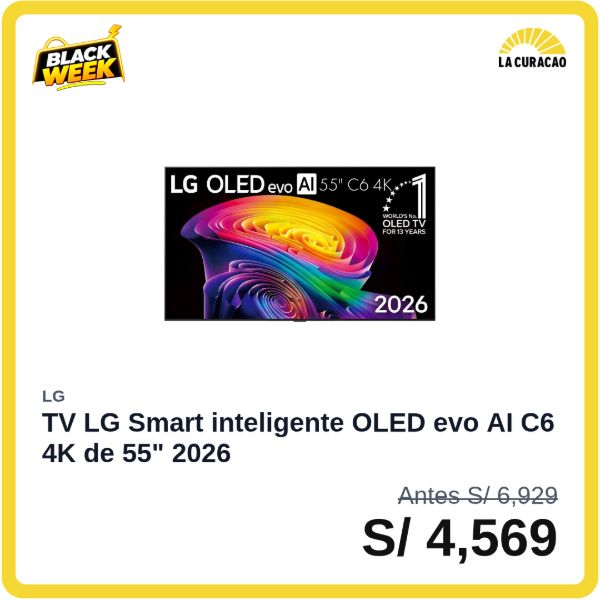 BLACK
WEEK
LA CURACAO
LG OLED evo AI 55" C6 4K
1
WORLD'S No.
OLED TV
FOR 13 YEARS
2026
LG
TV LG Smart inteligente OLED evo AI C6
4K de 55" 2026
Antes S/ 6,929
S/ 4,569